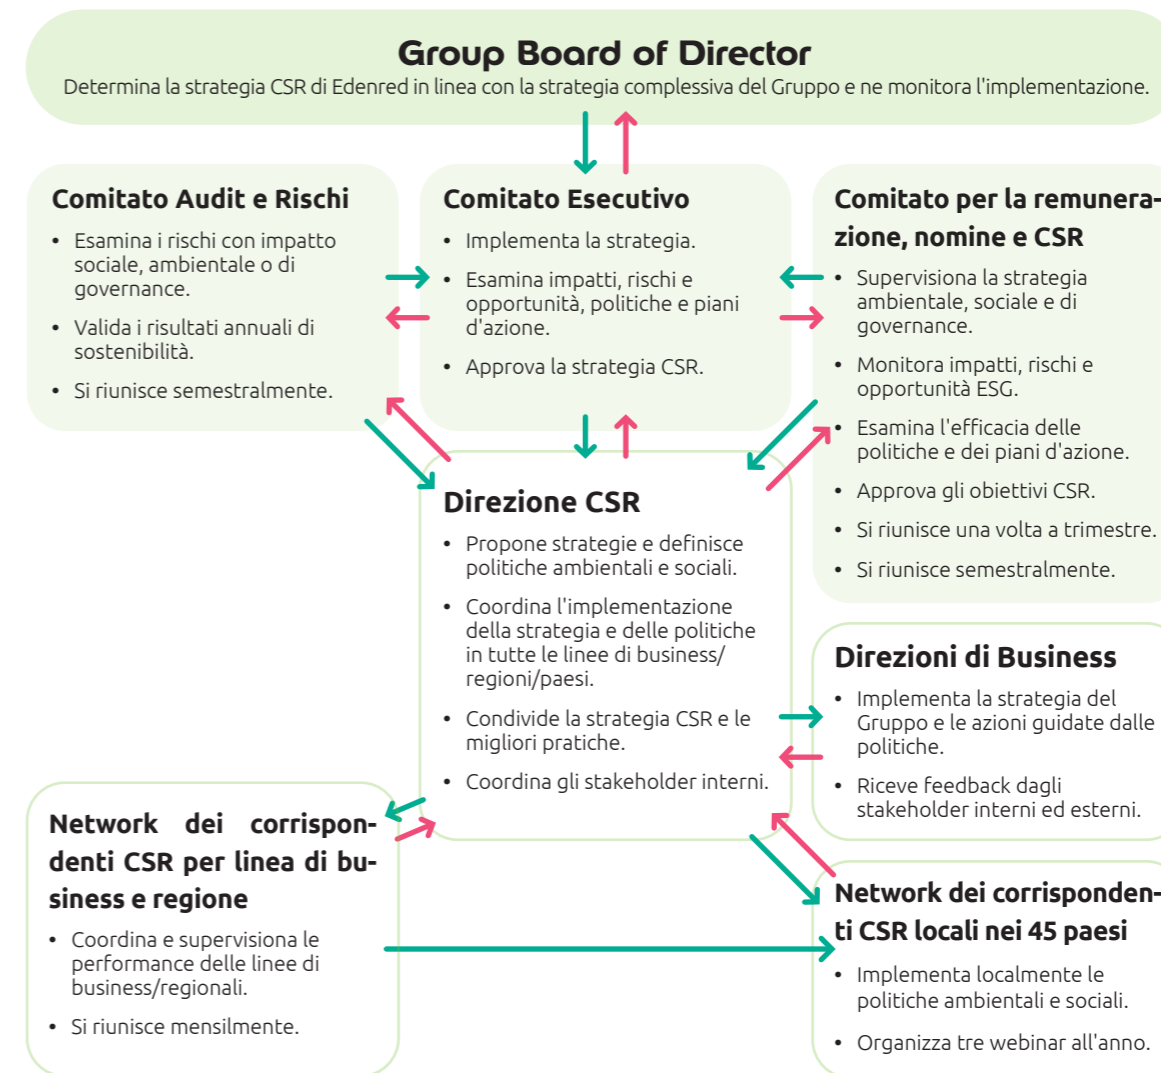 Group Board of Director
Determina la strategia CSR di Edenred in linea con la strategia complessiva del Gruppo e ne monitora l'implementazione.
Comitato Audit e Rischi
• Esamina i rischi con impatto
sociale, ambientale o di
governance.
• Valida i risultati annuali di
sostenibilità.
• Si riunisce semestralmente.
Comitato Esecutivo
• Implementa la strategia.
• Esamina impatti, rischi e
opportunità, politiche e piani
d'azione.
• Approva la strategia CSR.
Comitato per la remunera-
zione, nomine e CSR
• Supervisiona la strategia
ambientale, sociale e di
governance.
• Monitora impatti, rischi e
opportunità ESG.
• Esamina l'efficacia delle
politiche e dei piani d'azione.
• Approva gli obiettivi CSR.
• Si riunisce una volta a trimestre.
• Si riunisce semestralmente.
Direzione CSR
• Propone strategie e definisce
politiche ambientali e sociali.
• Coordina l'implementazione
della strategia e delle politiche
in tutte le linee di business/
regioni/paesi.
• Condivide la strategia CSR e le
migliori pratiche.
• Coordina gli stakeholder interni.
Direzioni di Business
• Implementa la strategia del
Gruppo e le azioni guidate dalle
politiche.
• Riceve feedback dagli
stakeholder interni ed esterni.
Network dei corrispon-
denti CSR per linea di bu-
siness e regione
• Coordina e supervisiona le
performance delle linee di
business/regionali.
• Si riunisce mensilmente.
Network dei corrisponden-
ti CSR locali nei 45 paesi
• Implementa localmente le
politiche ambientali e sociali.
• Organizza tre webinar all'anno.